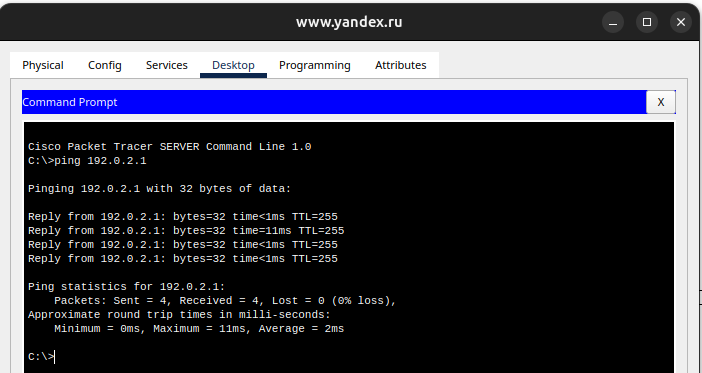 www.yandex.ru
Physical Config Services Desktop Programming Attributes
Command Prompt X
Cisco Packet Tracer SERVER Command Line 1.0
C:\>ping 192.0.2.1
Pinging 192.0.2.1 with 32 bytes of data:
Reply from 192.0.2.1: bytes=32 time<1ms TTL=255
Reply from 192.0.2.1: bytes=32 time=11ms TTL=255
Reply from 192.0.2.1: bytes=32 time<1ms TTL=255
Reply from 192.0.2.1: bytes=32 time<1ms TTL=255
Ping statistics for 192.0.2.1:
Packets: Sent = 4, Received = 4, Lost = 0 (0% loss),
Approximate round trip times in milli-seconds:
Minimum = 0ms, Maximum = 11ms, Average = 2ms
C:\>